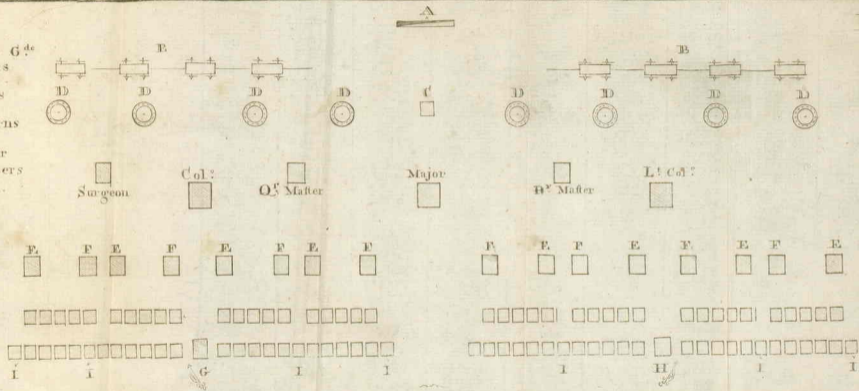 A
G.de B B
s
D D D D C D D D D
s
ns
r
ers
Surgeon Col.l Q.r Maſter Major D.r Maſter L.t Col.l
E F E F E F E F F E F E F E F E
I I G I I I H I I